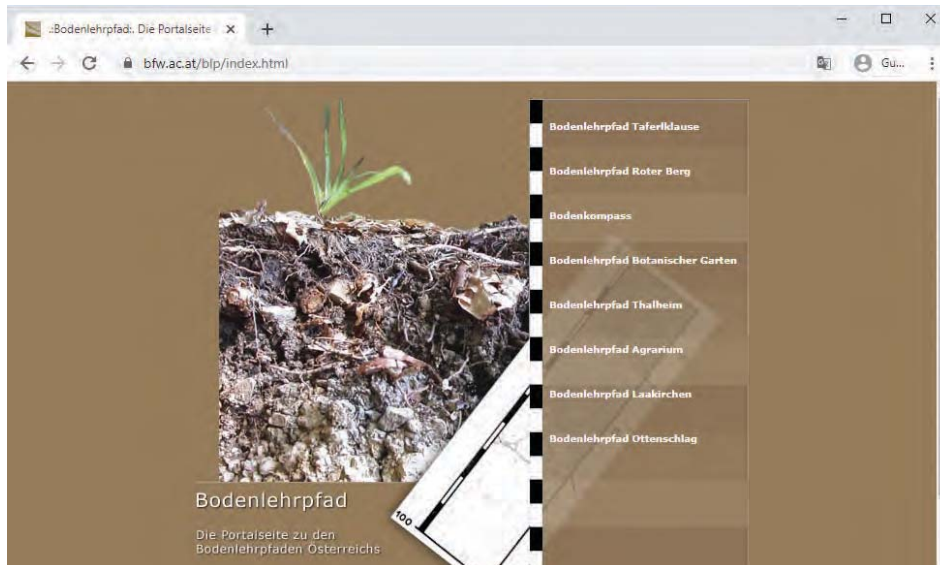 .:Bodenlehrpfad:. Die Portalseite
bfw.ac.at/blp/index.html
Gu...
Bodenlehrpfad Taferlklause
Bodenlehrpfad Roter Berg
Bodenkompass
Bodenlehrpfad Botanischer Garten
Bodenlehrpfad Thalheim
Bodenlehrpfad Agrarium
Bodenlehrpfad Laakirchen
Bodenlehrpfad Ottenschlag
Bodenlehrpfad
100
Die Portalseite zu den
Bodenlehrpfaden Österreichs